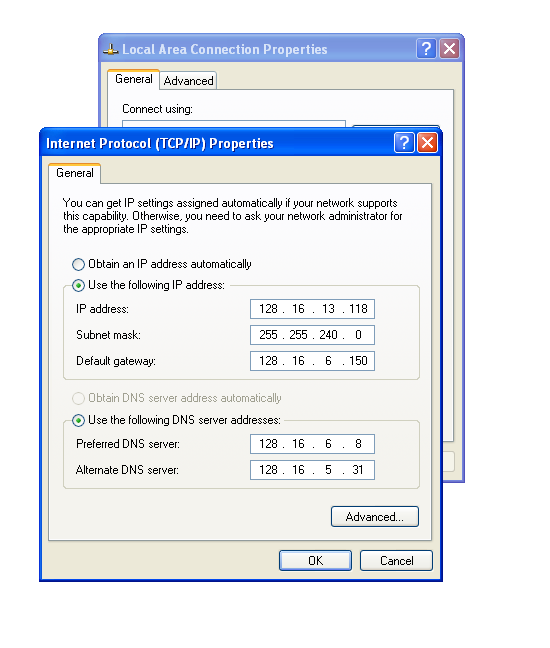 Local Area Connection Properties
General Advanced
Connect using:
Internet Protocol (TCP/IP) Properties
General
You can get IP settings assigned automatically if your network supports
this capability. Otherwise, you need to ask your network administrator for
the appropriate IP settings.
Obtain an IP address automatically
Use the following IP address:
IP address: 128 . 16 . 13 . 118
Subnet mask: 255 . 255 . 240 . 0
Default gateway: 128 . 16 . 6 . 150
Obtain DNS server address automatically
Use the following DNS server addresses:
Preferred DNS server: 128 . 16 . 6 . 8
Alternate DNS server: 128 . 16 . 5 . 31
Advanced...
OK Cancel